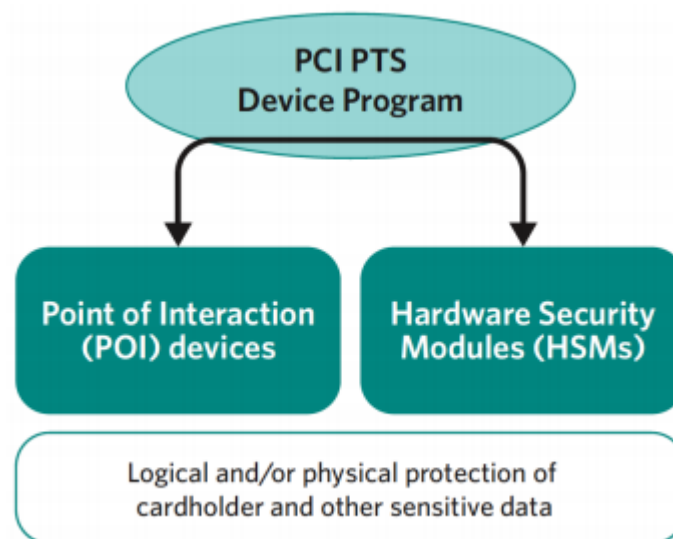 PCI PTS
Device Program
Point of Interaction
(POI) devices
Hardware Security
Modules (HSMs)
Logical and/or physical protection of
cardholder and other sensitive data